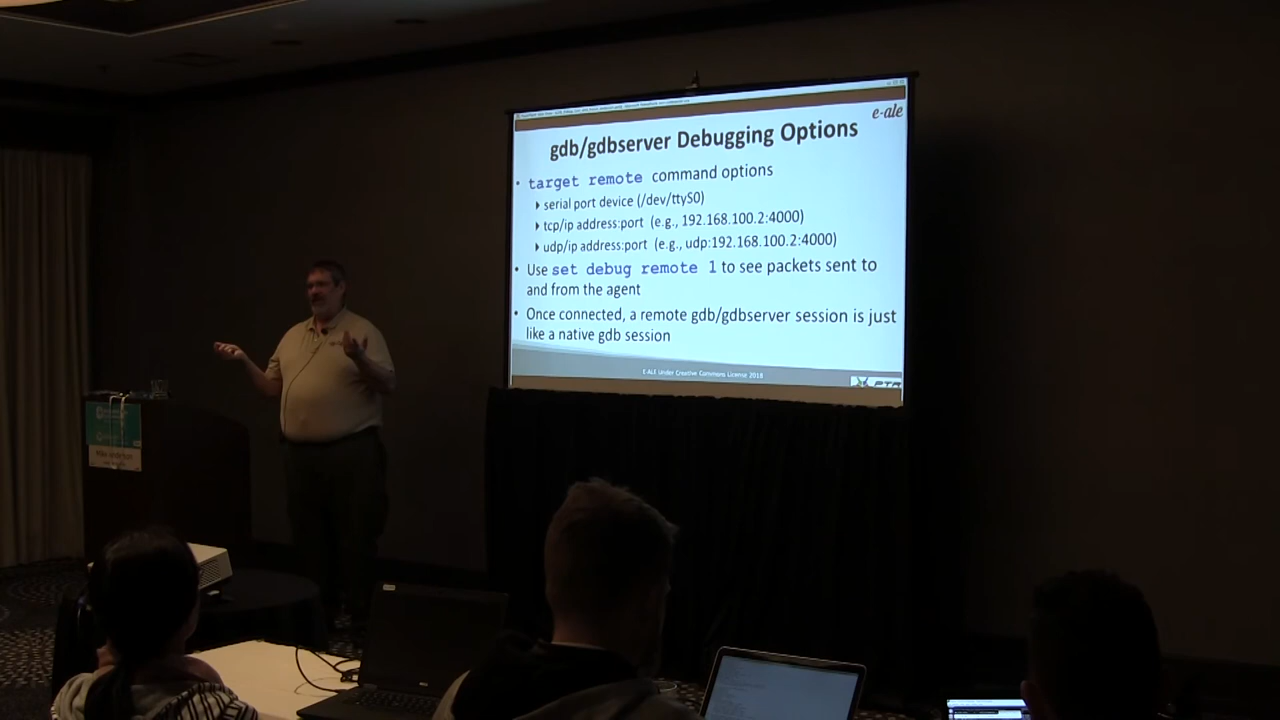 e-ale
gdb/gdbserver Debugging Options
• target remote command options
serial port device (/dev/ttyS0)
tcp/ip address:port (e.g., 192.168.100.2:4000)
udp/ip address:port (e.g., udp:192.168.100.2:4000)
• Use set debug remote 1 to see packets sent to
and from the agent
• Once connected, a remote gdb/gdbserver session is just
like a native gdb session
E-ALE Under Creative Commons License 2018